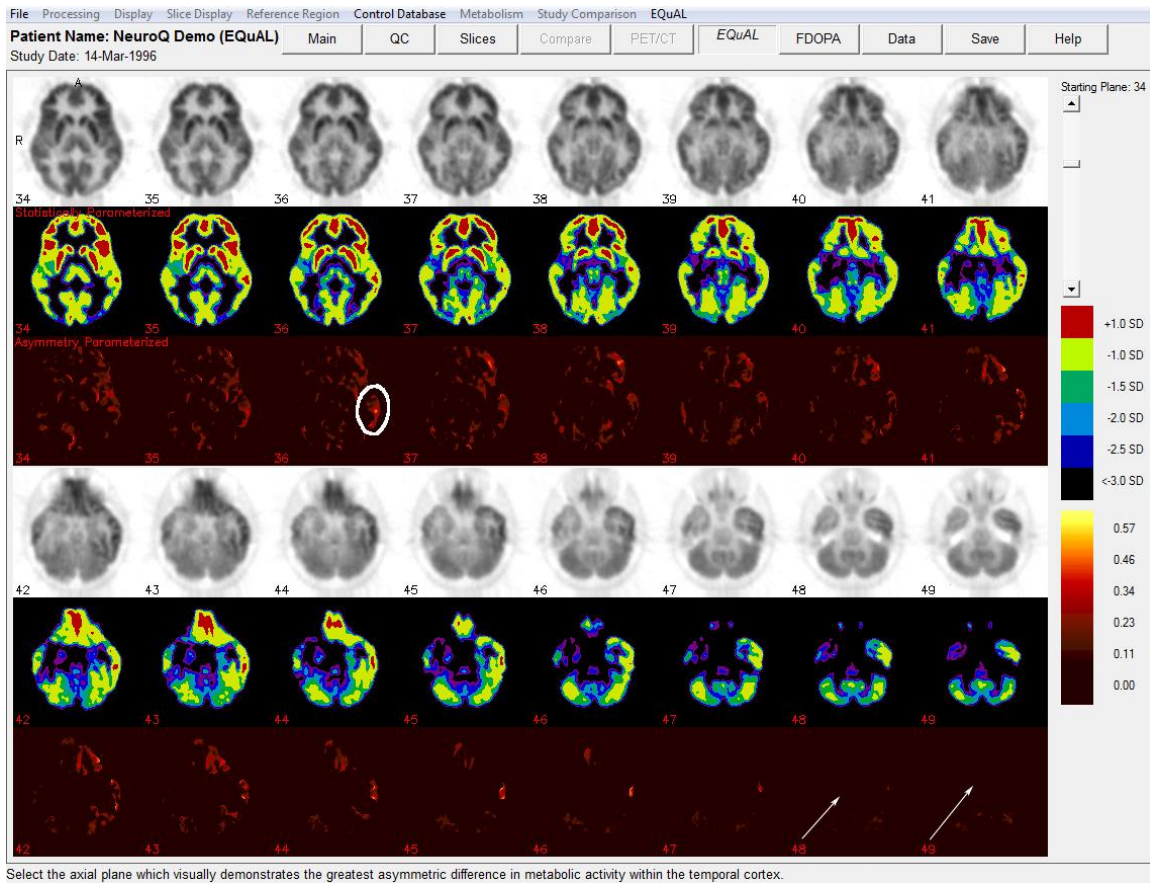 File Processing Display Slice Display Reference Region Control Database Metabolism Study Comparison EQuAL
Patient Name: NeuroQ Demo (EQuAL) Main QC Slices Compare PET/CT EQuAL FDOPA Data Save Help
Study Date: 14-Mar-1996
A
Starting Plane: 34
R
34 35 36 37 38 39 40 41
Statistically Parameterized
34 35 36 37 38 39 40 41
+1.0 SD
Asymmetry Parameterized
-1.0 SD
-1.5 SD
-2.0 SD
34 35 36 37 38 39 40 41
-2.5 SD
<-3.0 SD
0.57
0.46
42 43 44 45 46 47 48 49
0.34
0.23
0.11
0.00
42 43 44 45 46 47 48 49
42 43 44 45 46 47 48 49
Select the axial plane which visually demonstrates the greatest asymmetric difference in metabolic activity within the temporal cortex.